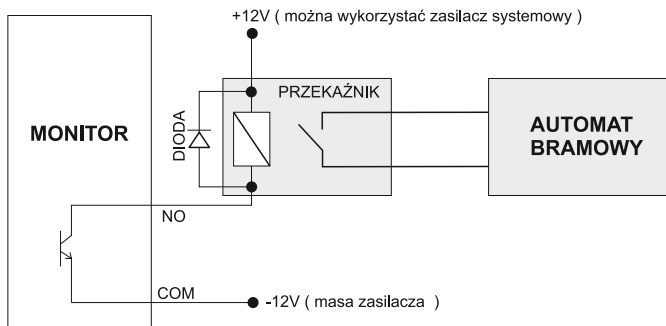 +12V ( można wykorzystać zasilacz systemowy )
PRZEKAŹNIK
DIODA
MONITOR
AUTOMAT
BRAMOWY
NO
COM
-12V ( masa zasilacza )